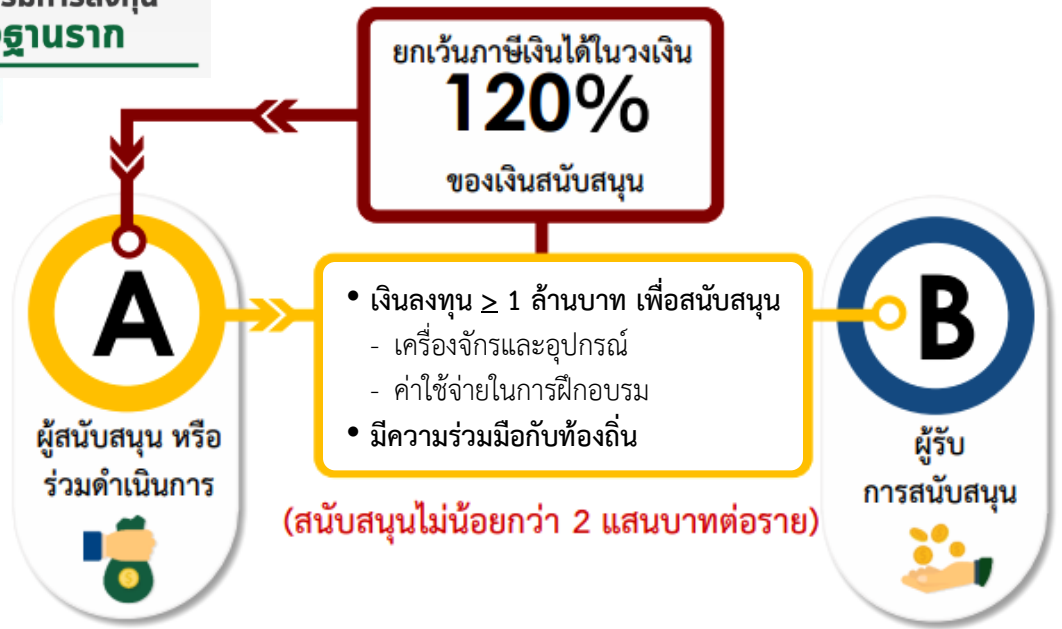 ฐานราก
ยกเว้นภาษีเงินได้ในวงเงิน
120%
ของเงินสนับสนุน
A
ผู้สนับสนุน หรือ
ร่วมดำเนินการ
• เงินลงทุน ≥ 1 ล้านบาท เพื่อสนับสนุน
- เครื่องจักรและอุปกรณ์
- ค่าใช้จ่ายในการฝึกอบรม
• มีความร่วมมือกับท้องถิ่น
(สนับสนุนไม่น้อยกว่า 2 แสนบาทต่อราย)
B
ผู้รับ
การสนับสนุน